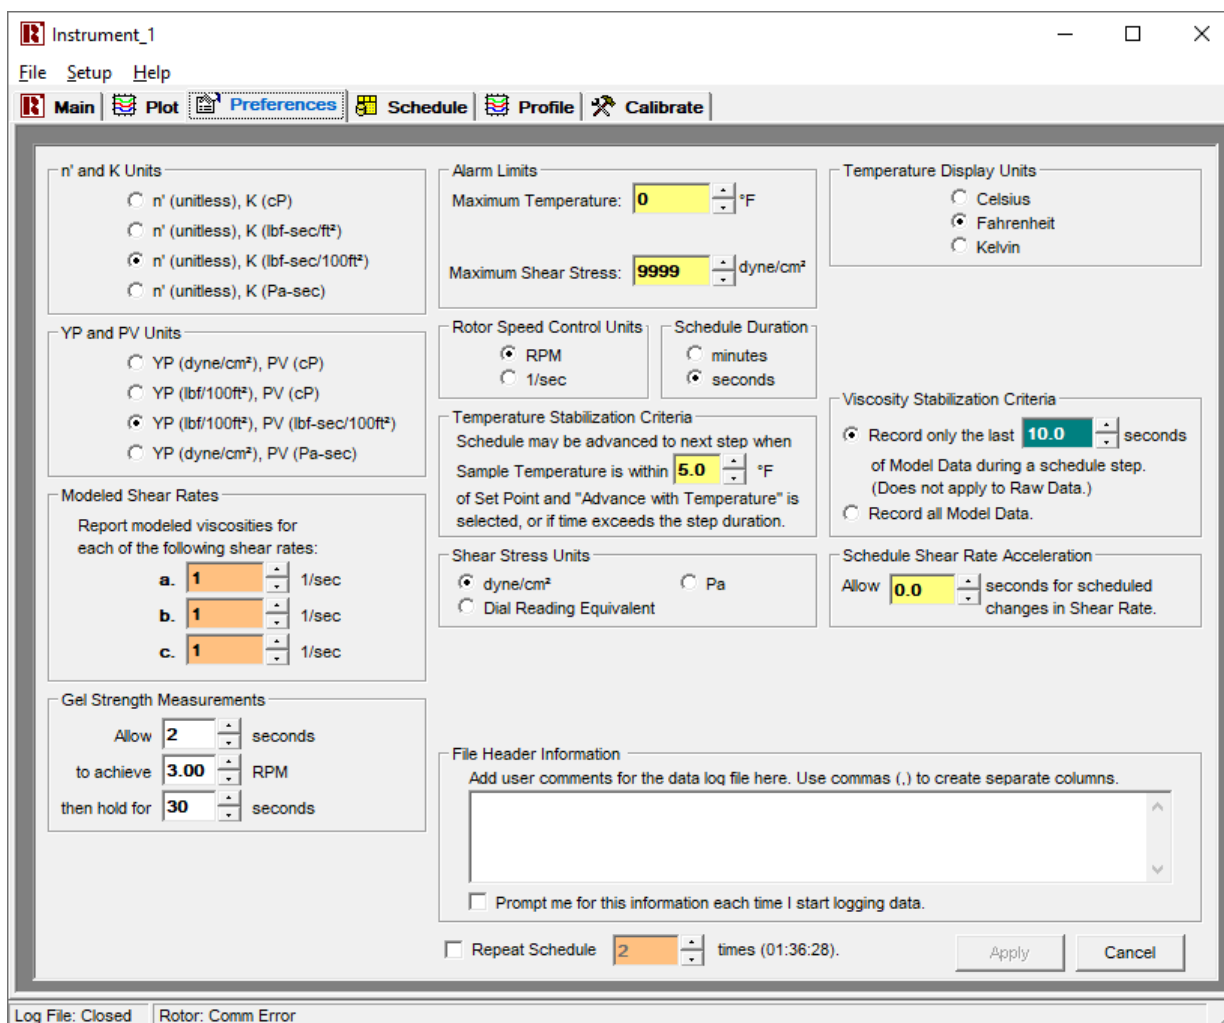 Instrument_1
File Setup Help
Main Plot Preferences Schedule Profile Calibrate
n' and K Units
n' (unitless), K (cP)
n' (unitless), K (lbf-sec/ft²)
n' (unitless), K (lbf-sec/100ft²)
n' (unitless), K (Pa-sec)
YP and PV Units
YP (dyne/cm²), PV (cP)
YP (lbf/100ft²), PV (cP)
YP (lbf/100ft²), PV (lbf-sec/100ft²)
YP (dyne/cm²), PV (Pa-sec)
Modeled Shear Rates
Report modeled viscosities for
each of the following shear rates:
a. 1 1/sec
b. 1 1/sec
c. 1 1/sec
Gel Strength Measurements
Allow 2 seconds
to achieve 3.00 RPM
then hold for 30 seconds
Alarm Limits
Maximum Temperature: 0 °F
Maximum Shear Stress: 9999 dyne/cm²
Rotor Speed Control Units
RPM
1/sec
Schedule Duration
minutes
seconds
Temperature Stabilization Criteria
Schedule may be advanced to next step when
Sample Temperature is within 5.0 °F
of Set Point and "Advance with Temperature" is
selected, or if time exceeds the step duration.
Shear Stress Units
dyne/cm² Pa
Dial Reading Equivalent
Temperature Display Units
Celsius
Fahrenheit
Kelvin
Viscosity Stabilization Criteria
Record only the last 10.0 seconds
of Model Data during a schedule step.
(Does not apply to Raw Data.)
Record all Model Data.
Schedule Shear Rate Acceleration
Allow 0.0 seconds for scheduled
changes in Shear Rate.
File Header Information
Add user comments for the data log file here. Use commas (,) to create separate columns.
Prompt me for this information each time I start logging data.
Repeat Schedule 2 times (01:36:28).
Apply Cancel
Log File: Closed Rotor: Comm Error